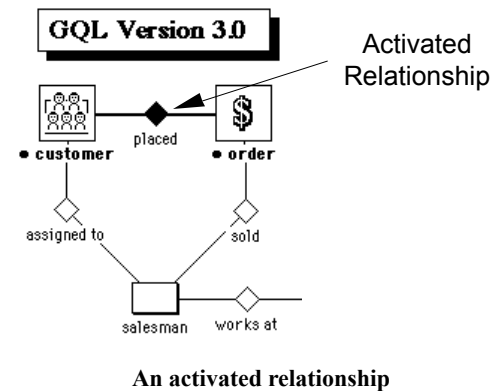 GQL Version 3.0
Activated
Relationship
$
placed
• customer
• order
assigned to
sold
salesman
works at
An activated relationship